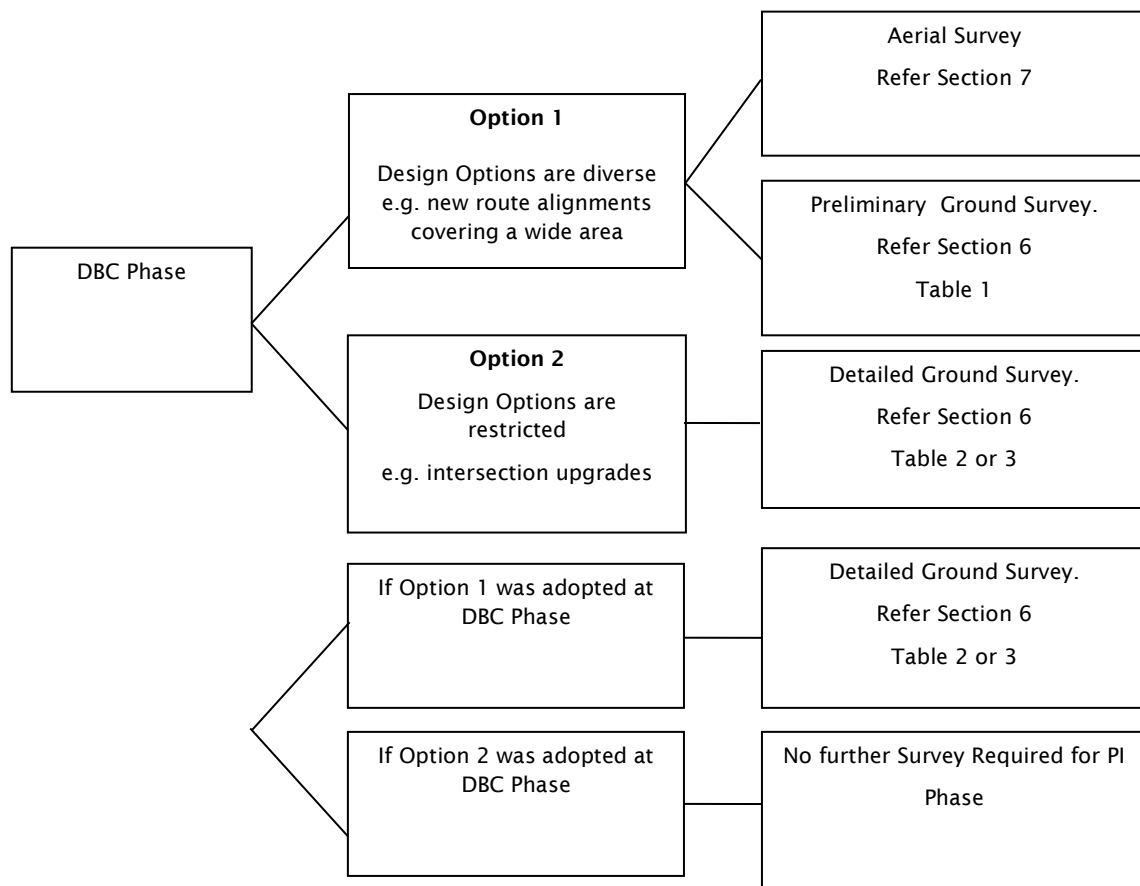 DBC Phase
Option 1
Design Options are diverse
e.g. new route alignments
covering a wide area
Aerial Survey
Refer Section 7
Preliminary Ground Survey.
Refer Section 6
Table 1
Option 2
Design Options are
restricted
e.g. intersection upgrades
Detailed Ground Survey.
Refer Section 6
Table 2 or 3
If Option 1 was adopted at
DBC Phase
Detailed Ground Survey.
Refer Section 6
Table 2 or 3
If Option 2 was adopted at
DBC Phase
No further Survey Required for PI
Phase